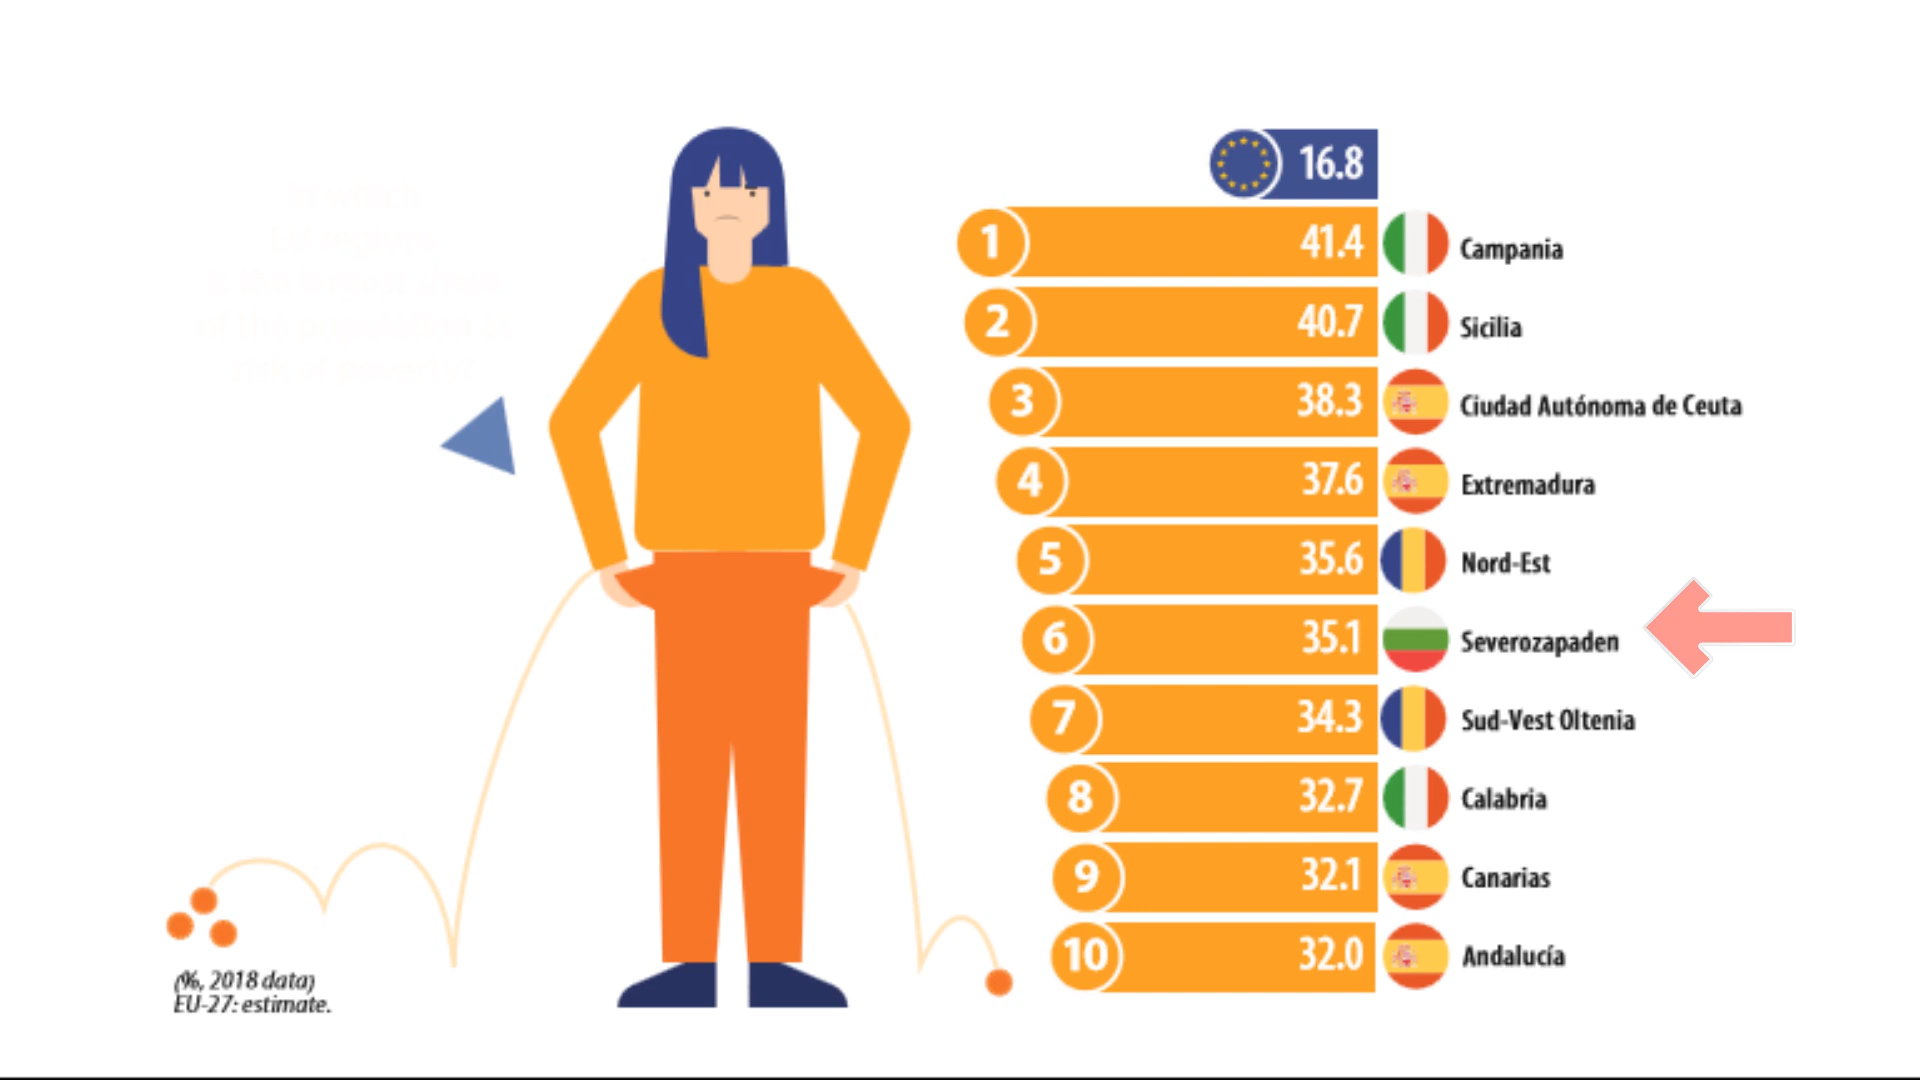 16.8
1 41.4 Campania
2 40.7 Sicilia
3 38.3 Ciudad Autónoma de Ceuta
4 37.6 Extremadura
5 35.6 Nord-Est
6 35.1 Severozapaden
7 34.3 Sud-Vest Oltenia
8 32.7 Calabria
9 32.1 Canarias
10 32.0 Andalucía
(%, 2018 data)
EU-27: estimate.